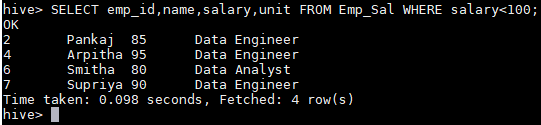 hive> SELECT emp_id,name,salary,unit FROM Emp_Sal WHERE salary<100;
OK
2 Pankaj 85 Data Engineer
4 Arpitha 95 Data Engineer
6 Smitha 80 Data Analyst
7 Supriya 90 Data Engineer
Time taken: 0.098 seconds, Fetched: 4 row(s)
hive>